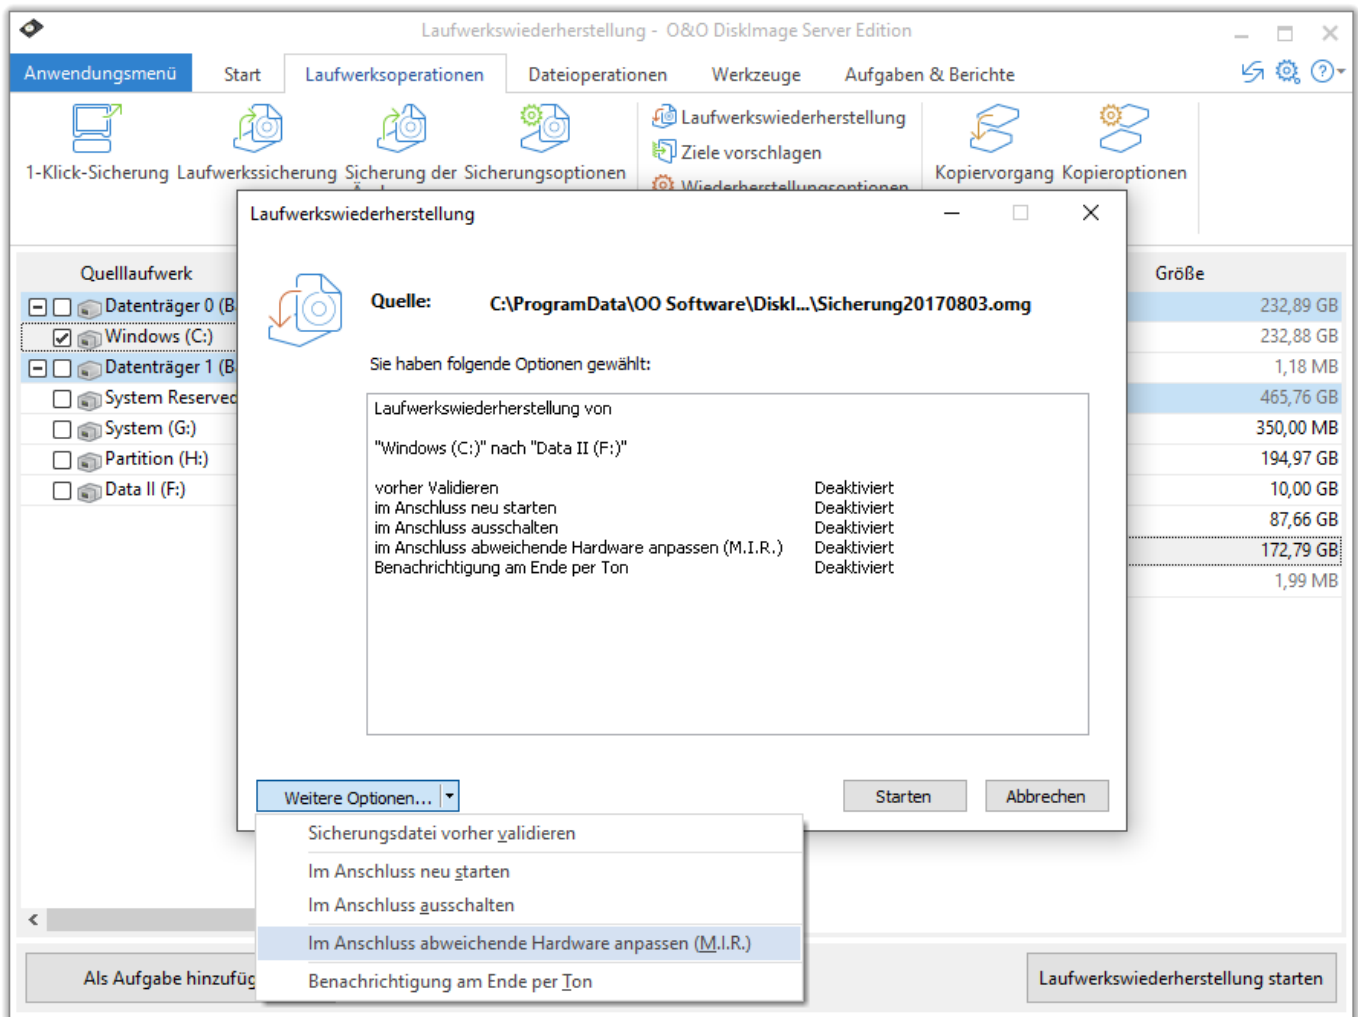 Laufwerkswiederherstellung - O&O DiskImage Server Edition
Anwendungsmenü Start Laufwerksoperationen Dateioperationen Werkzeuge Aufgaben & Berichte
Laufwerkswiederherstellung
Ziele vorschlagen
Wiederherstellungsoptionen
1-Klick-Sicherung Laufwerkssicherung Sicherung der Sicherungsoptionen Kopiervorgang Kopieroptionen
Laufwerkswiederherstellung
Quelllaufwerk Größe
Datenträger 0 (B 232,89 GB
Windows (C:) 232,88 GB
Datenträger 1 (B 1,18 MB
System Reserved 465,76 GB
System (G:) 350,00 MB
Partition (H:) 194,97 GB
Data II (F:) 10,00 GB
87,66 GB
172,79 GB
1,99 MB
Quelle: C:\ProgramData\OO Software\DiskI...\Sicherung20170803.omg
Sie haben folgende Optionen gewählt:
Laufwerkswiederherstellung von
"Windows (C:)" nach "Data II (F:)"
vorher Validieren Deaktiviert
im Anschluss neu starten Deaktiviert
im Anschluss ausschalten Deaktiviert
im Anschluss abweichende Hardware anpassen (M.I.R.) Deaktiviert
Benachrichtigung am Ende per Ton Deaktiviert
Weitere Optionen... Starten Abbrechen
Sicherungsdatei vorher validieren
Im Anschluss neu starten
Im Anschluss ausschalten
Im Anschluss abweichende Hardware anpassen (M.I.R.)
Benachrichtigung am Ende per Ton
Als Aufgabe hinzufüg Laufwerkswiederherstellung starten